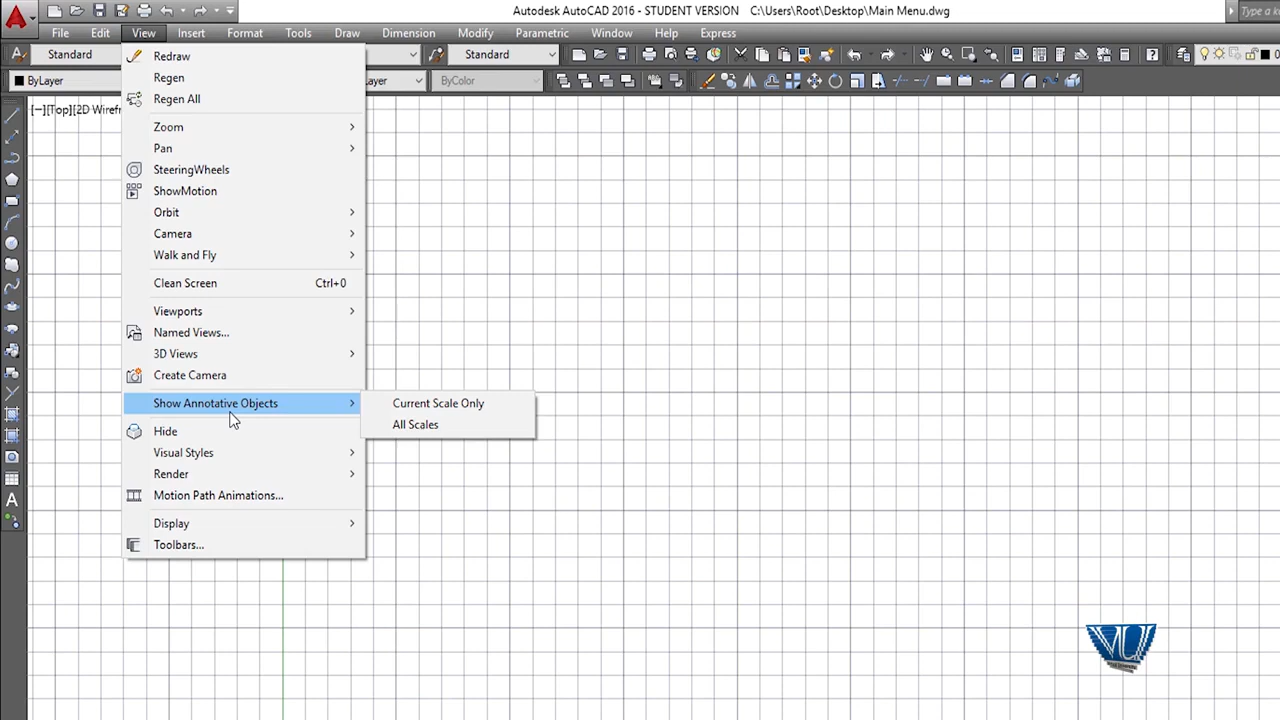 Autodesk AutoCAD 2016 - STUDENT VERSION C:\Users\Root\Desktop\Main Menu.dwg
Type a k
File Edit View Insert Format Tools Draw Dimension Modify Parametric Window Help Express
Standard
Standard
ByLayer
ayer
ByColor
[−][Top][2D Wirefr
Redraw
Regen
Regen All
Zoom
Pan
SteeringWheels
ShowMotion
Orbit
Camera
Walk and Fly
Clean Screen Ctrl+0
Viewports
Named Views...
3D Views
Create Camera
Show Annotative Objects
Current Scale Only
All Scales
Hide
Visual Styles
Render
Motion Path Animations...
Display
Toolbars...
VU